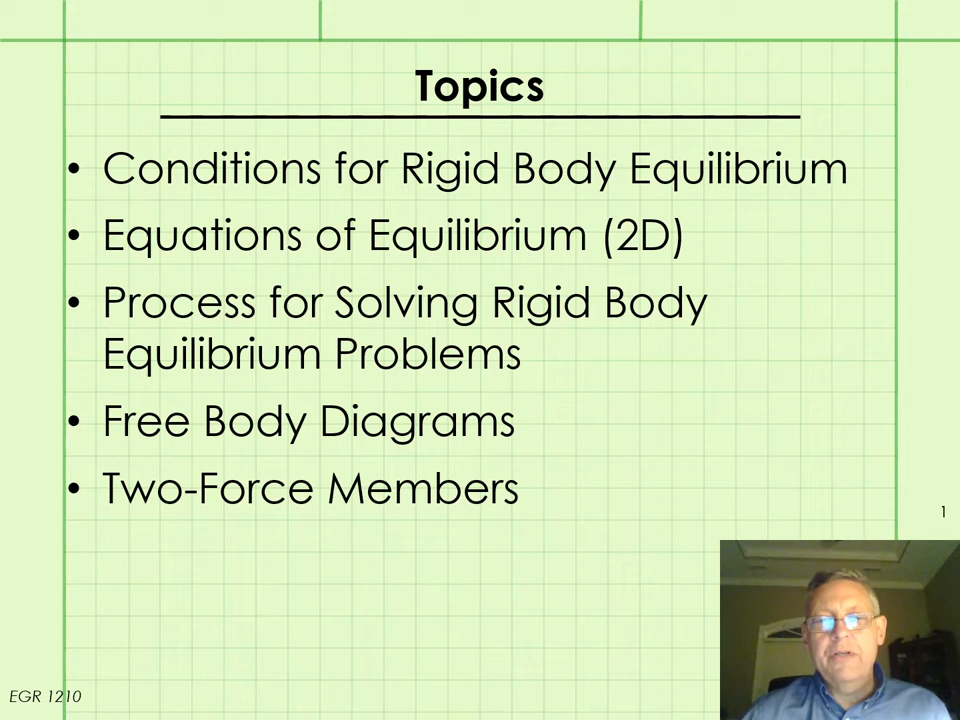 Topics
• Conditions for Rigid Body Equilibrium
• Equations of Equilibrium (2D)
• Process for Solving Rigid Body
Equilibrium Problems
• Free Body Diagrams
• Two-Force Members
1
EGR 1210